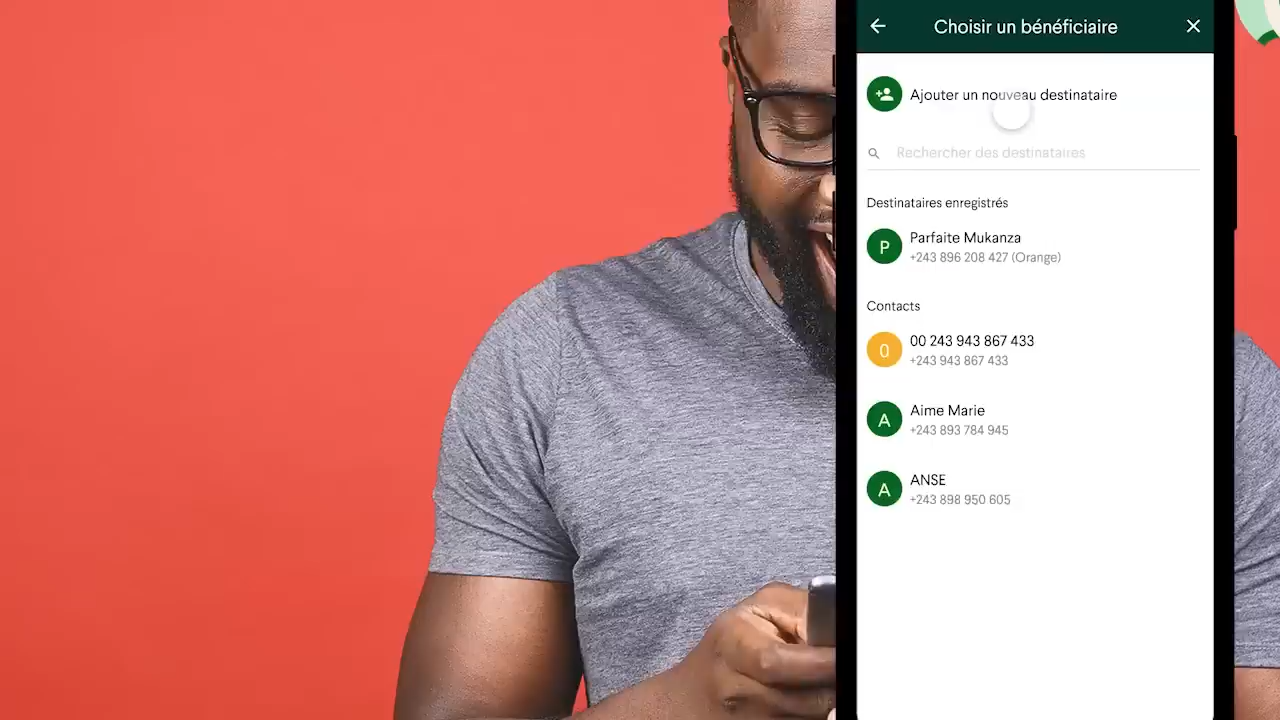 Choisir un bénéficiaire
Ajouter un nouveau destinataire
Rechercher des destinataires
Destinataires enregistrés
P
Parfaite Mukanza
+243 896 208 427 (Orange)
Contacts
0
00 243 943 867 433
+243 943 867 433
A
Aime Marie
+243 893 784 945
A
ANSE
+243 898 950 605